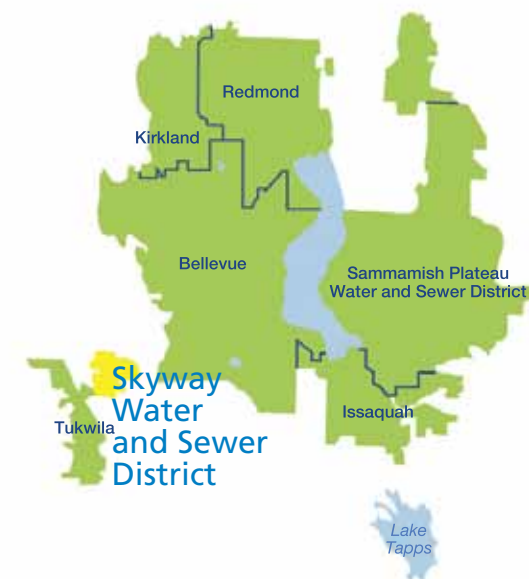 Redmond
Kirkland
Bellevue
Sammamish Plateau
Water and Sewer District
Skyway
Water
and Sewer
District
Tukwila
Issaquah
Lake
Tapps